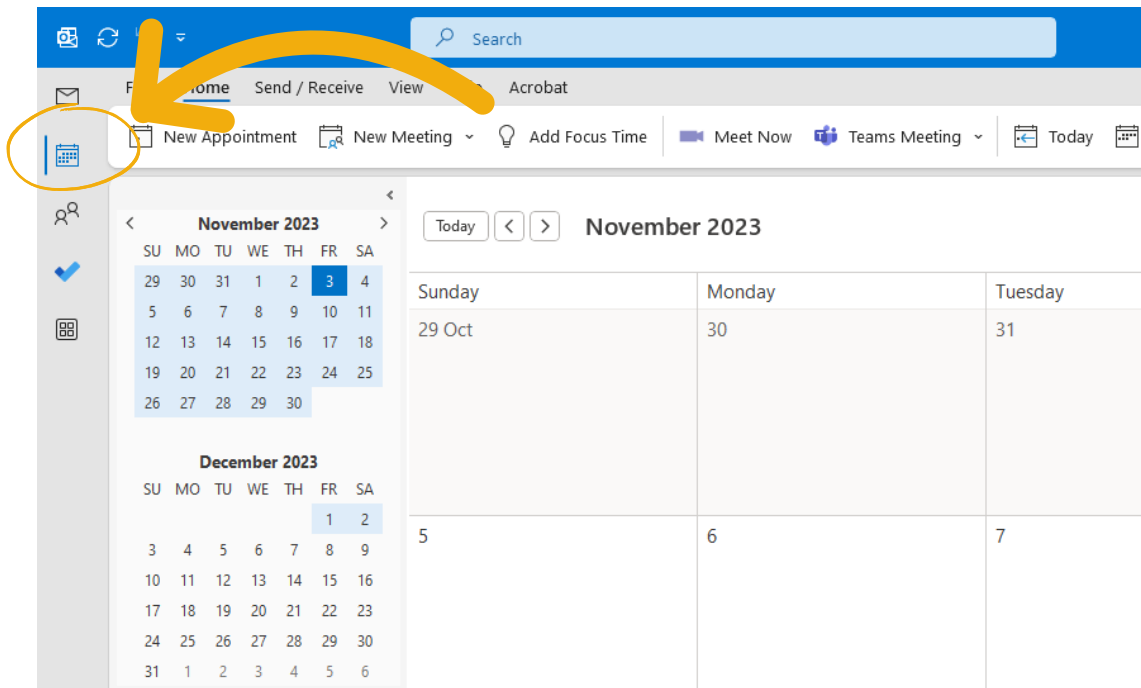 Search
Home Send / Receive View Acrobat
New Appointment New Meeting Add Focus Time Meet Now Teams Meeting Today
November 2023
SU MO TU WE TH FR SA
29 30 31 1 2 3 4
5 6 7 8 9 10 11
12 13 14 15 16 17 18
19 20 21 22 23 24 25
26 27 28 29 30
December 2023
SU MO TU WE TH FR SA
1 2
3 4 5 6 7 8 9
10 11 12 13 14 15 16
17 18 19 20 21 22 23
24 25 26 27 28 29 30
31 1 2 3 4 5 6
Today November 2023
Sunday Monday Tuesday
29 Oct 30 31
5 6 7